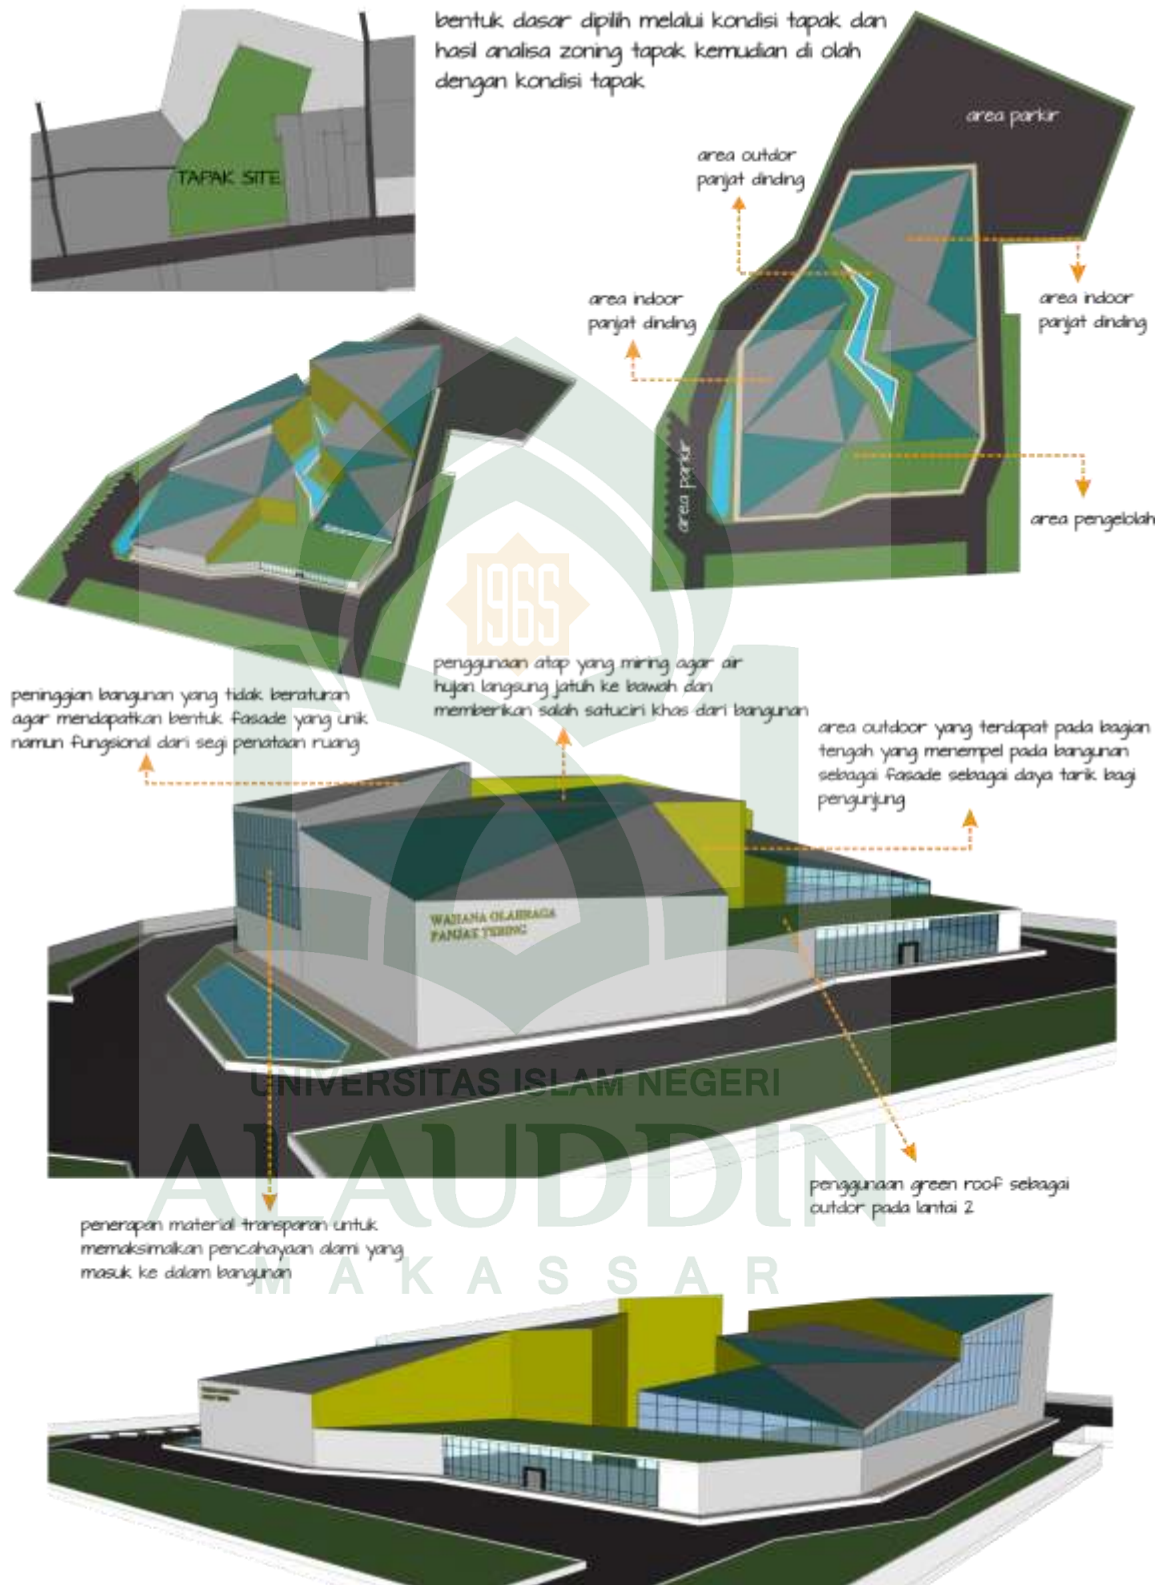 bentuk dasar dipilih melalui kondisi tapak dan
hasil analisa zoning tapak kemudian di olah
dengan kondisi tapak
TAPAK SITE
area parkir
area outdor
panjat dinding
area indoor
panjat dinding
area indoor
panjat dinding
area parkir
area pengelolah
1965
penggunaan atap yang miring agar air
hujan langsung jatuh ke bawah dan
memberikan salah satuciri khas dari bangunan
peninggian bangunan yang tidak beraturan
agar mendapatkan bentuk fasade yang unik
namun fungsional dari segi penataan ruang
area outdoor yang terdapat pada bagian
tengah yang menempel pada bangunan
sebagai fasade sebagai daya tarik bagi
pengunjung
WAHANA OLAHRAGA
PANJAT TEBING
UNIVERSITAS ISLAM NEGERI
ALAUDDIN
MAKASSAR
penggunaan green roof sebagai
outdor pada lantai 2
penerapan material transparan untuk
memaksimalkan pencahayaan alami yang
masuk ke dalam bangunan